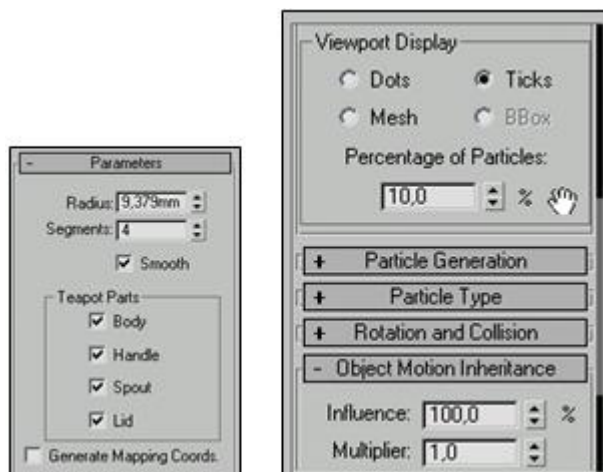 - Parameters
Radius: 9,379mm
Segments: 4
Smooth
Teapot Parts
Body
Handle
Spout
Lid
Generate Mapping Coords.
Viewport Display
Dots Ticks
Mesh BBox
Percentage of Particles:
10,0 %
+ Particle Generation
+ Particle Type
+ Rotation and Collision
- Object Motion Inheritance
Influence: 100,0 %
Multiplier: 1,0